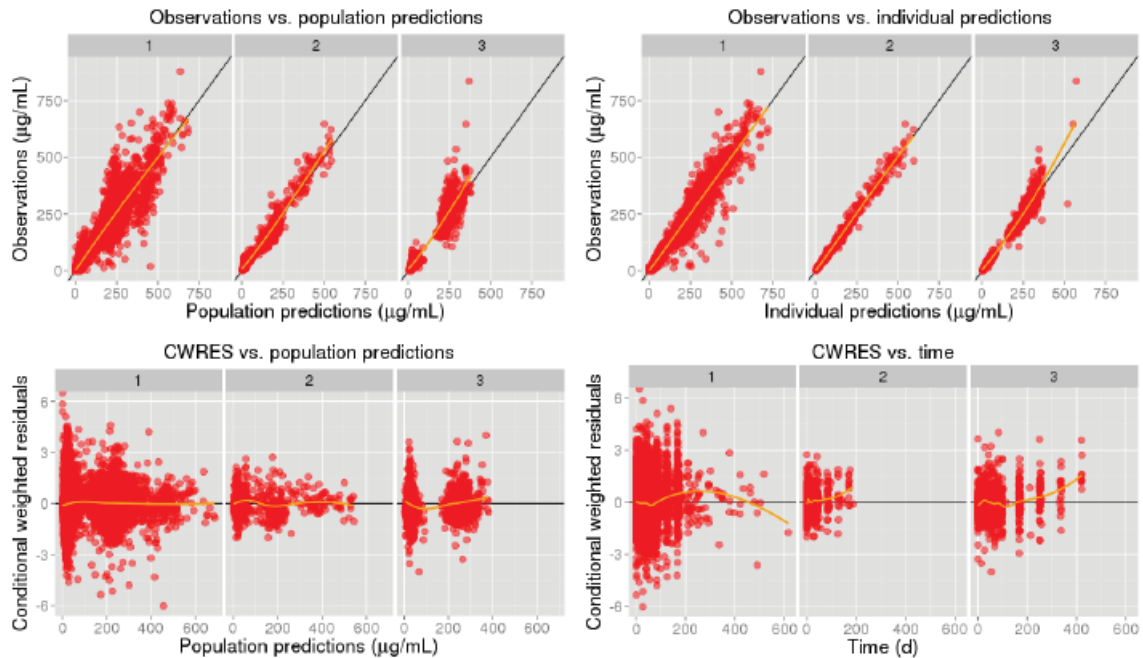 Observations vs. population predictions
1 2 3
Observations (µg/mL)
750
500
250
0
0 250 500 750 250 500 750 250 500 750
Population predictions (µg/mL)
Observations vs. individual predictions
1 2 3
Observations (µg/mL)
750
500
250
0
0 250 500 750 250 500 750 250 500 750
Individual predictions (µg/mL)
CWRES vs. population predictions
1 2 3
Conditional weighted residuals
6
3
0
-3
-6
0 200 400 600 0 200 400 600 0 200 400 600
Population predictions (µg/mL)
CWRES vs. time
1 2 3
Conditional weighted residuals
6
3
0
-3
-6
0 200 400 600 0 200 400 600 0 200 400 600
Time (d)